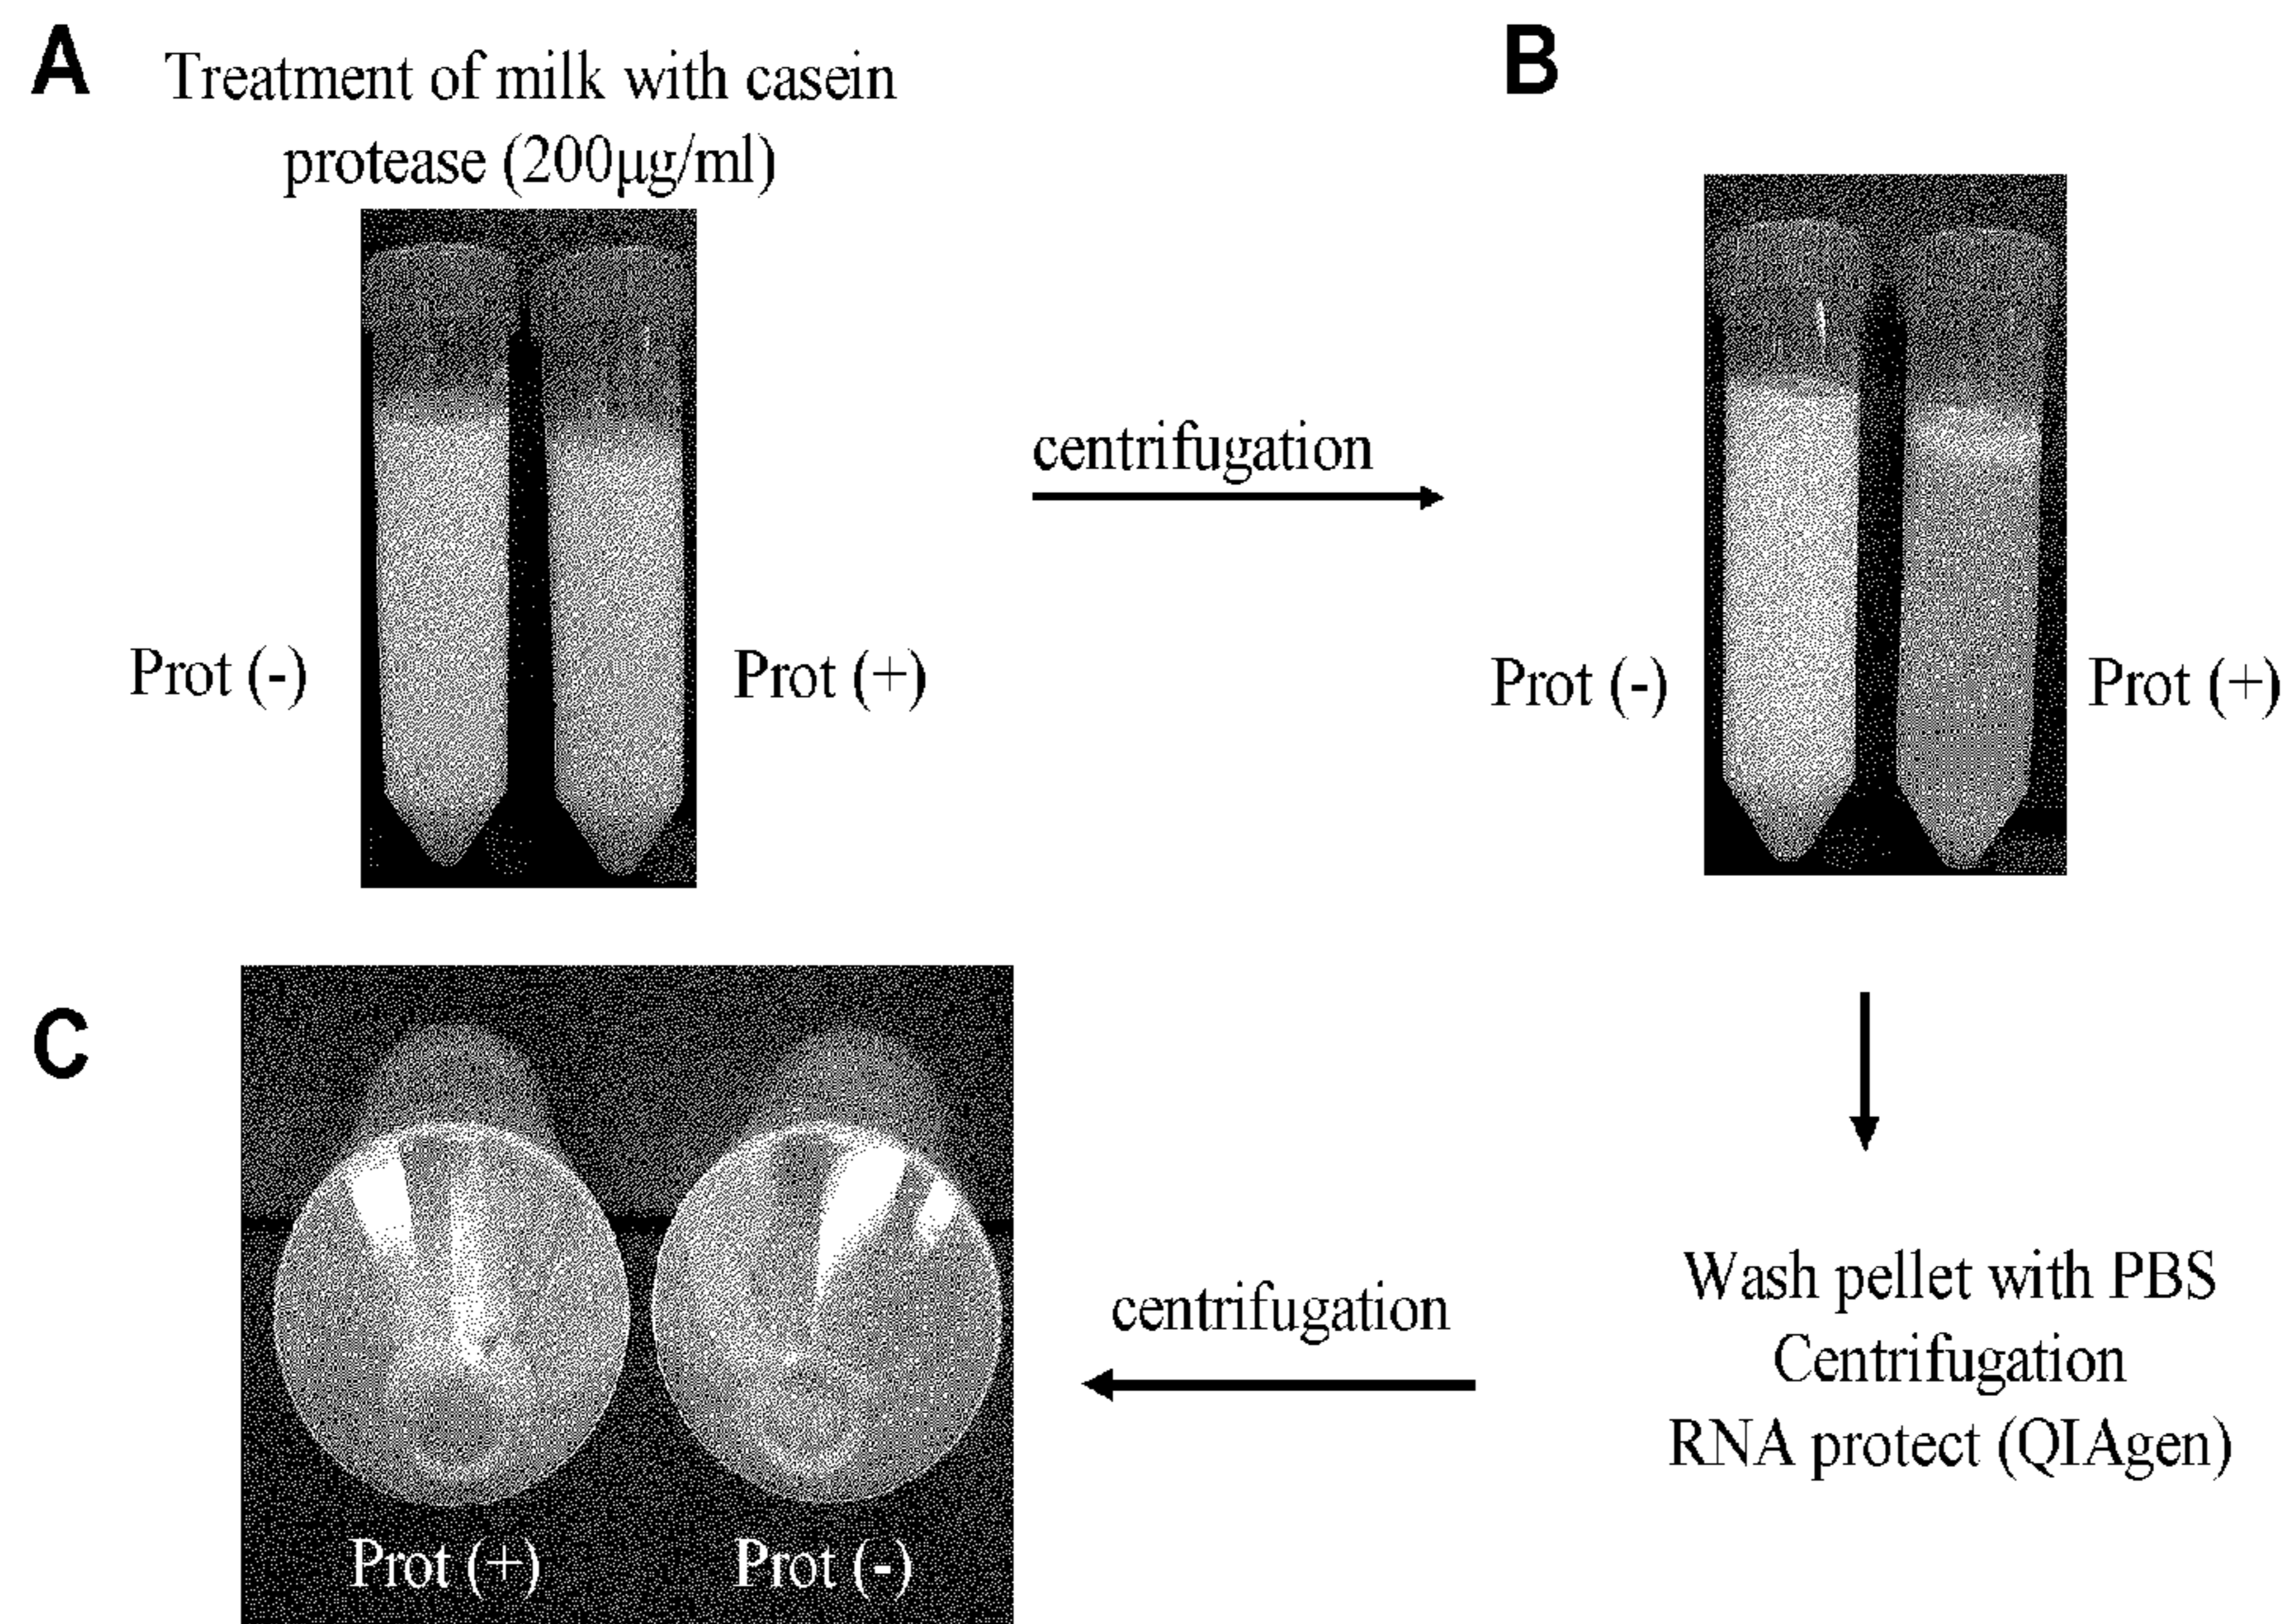 A
Treatment of milk with casein
protease (200µg/ml)
Prot (-)
Prot (+)
centrifugation
B
Prot (-)
Prot (+)
Wash pellet with PBS
Centrifugation
RNA protect (QIAgen)
centrifugation
C
Prot (+)
Prot (-)